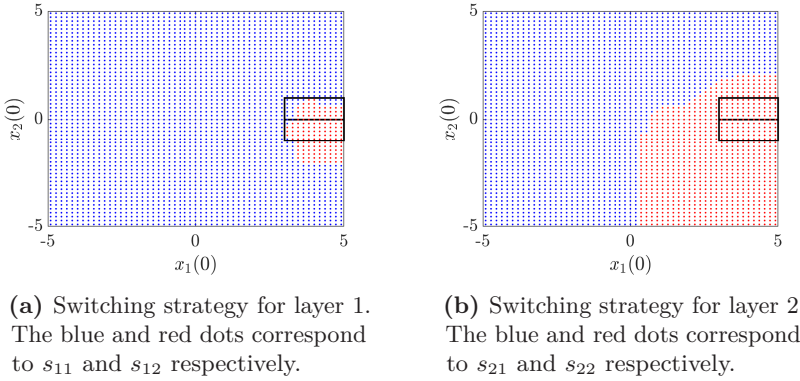 5
0
-5
x₂(0)
-5
0
5
x₁(0)
5
0
-5
x₂(0)
-5
0
5
x₁(0)
(a) Switching strategy for layer 1.
The blue and red dots correspond
to s₁₁ and s₁₂ respectively.
(b) Switching strategy for layer 2
The blue and red dots correspond
to s₂₁ and s₂₂ respectively.